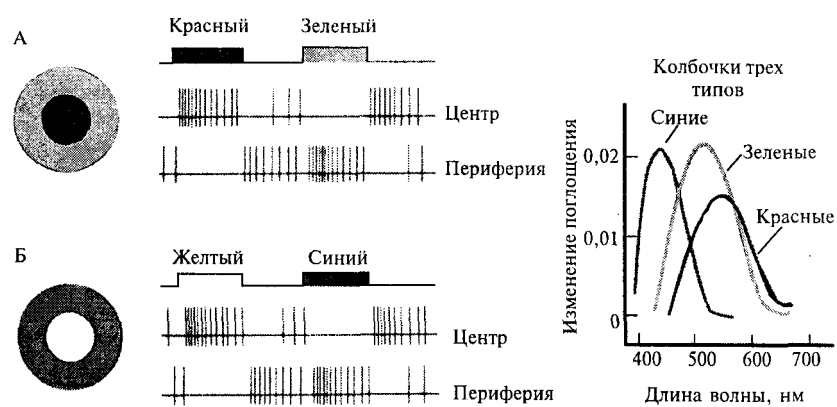 А
Красный Зеленый
Центр
Периферия
Б
Желтый Синий
Центр
Периферия
Колбочки трех
типов
Синие
Зеленые
Красные
Изменение поглощения
0,02
0,01
0
400 500 600 700
Длина волны, нм